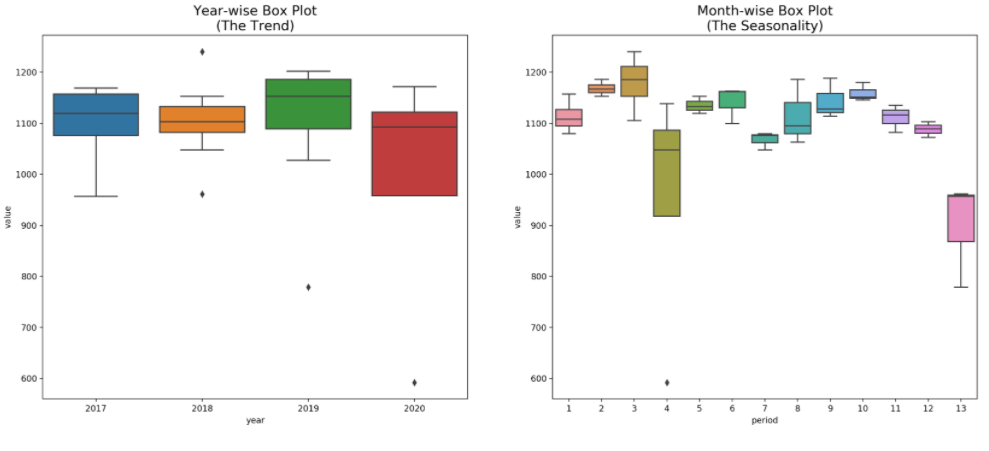 Year-wise Box Plot
(The Trend)
1200
1100
1000
900
800
700
600
value
2017 2018 2019 2020
year
Month-wise Box Plot
(The Seasonality)
1200
1100
1000
900
800
700
600
value
1 2 3 4 5 6 7 8 9 10 11 12 13
period